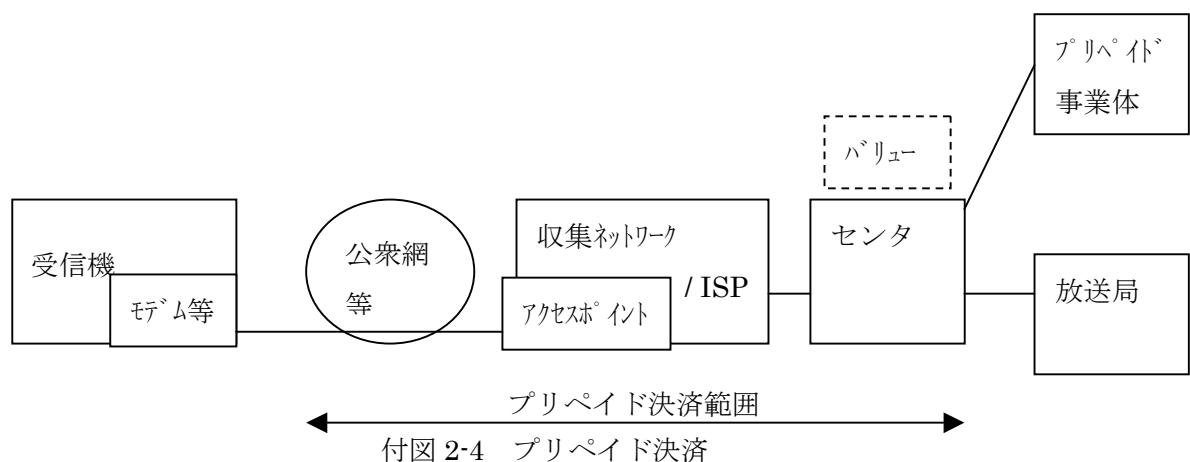 プリペイド
事業体
バリュー
受信機
モデム等
公衆網
等
収集ネットワーク
/ ISP
アクセスポイント
センタ
放送局
プリペイド決済範囲
付図 2-4　プリペイド決済